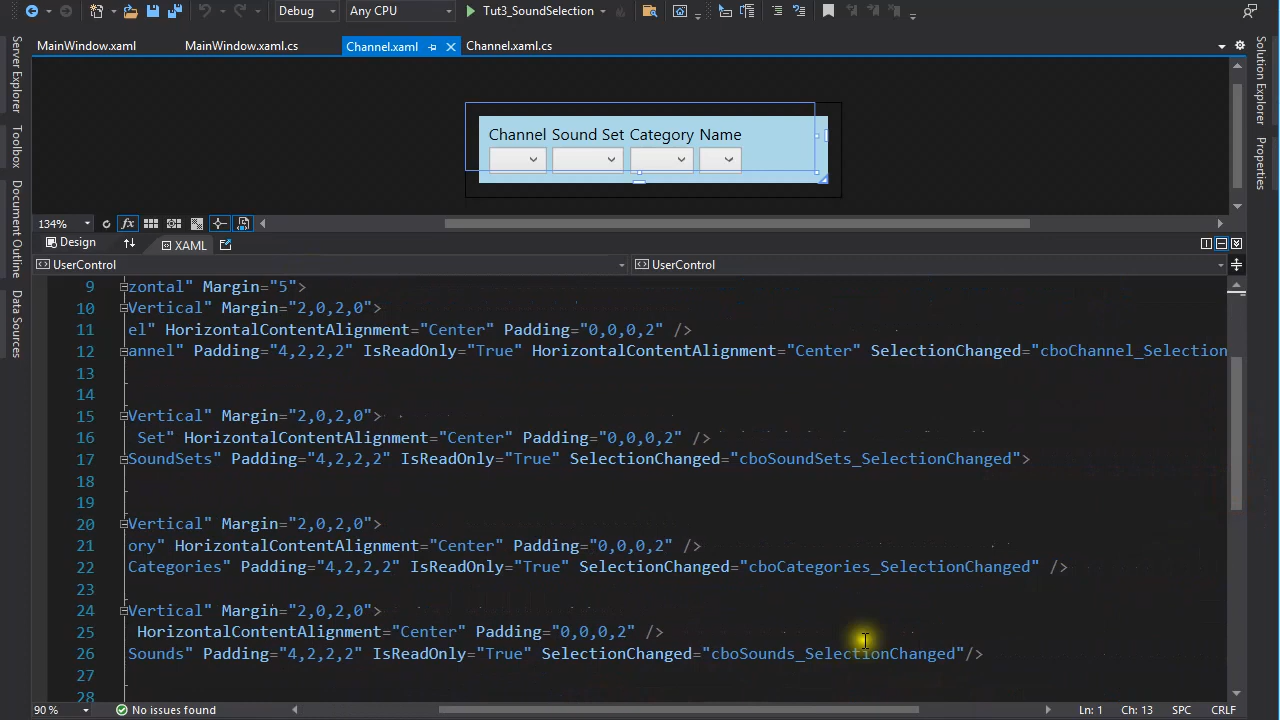 Debug Any CPU Tut3_SoundSelection
MainWindow.xaml MainWindow.xaml.cs Channel.xaml Channel.xaml.cs
Server Explorer
Toolbox
Document Outline
Data Sources
Solution Explorer
Properties
Channel Sound Set Category Name
134% fx
Design XAML
UserControl UserControl
9 zontal" Margin="5">
10 Vertical" Margin="2,0,2,0">
11 el" HorizontalContentAlignment="Center" Padding="0,0,0,2" />
12 annel" Padding="4,2,2,2" IsReadOnly="True" HorizontalContentAlignment="Center" SelectionChanged="cboChannel_Selection
13
14
15 Vertical" Margin="2,0,2,0">
16 Set" HorizontalContentAlignment="Center" Padding="0,0,0,2" />
17 SoundSets" Padding="4,2,2,2" IsReadOnly="True" SelectionChanged="cboSoundSets_SelectionChanged">
18
19
20 Vertical" Margin="2,0,2,0">
21 ory" HorizontalContentAlignment="Center" Padding="0,0,0,2" />
22 Categories" Padding="4,2,2,2" IsReadOnly="True" SelectionChanged="cboCategories_SelectionChanged" />
23
24 Vertical" Margin="2,0,2,0">
25 HorizontalContentAlignment="Center" Padding="0,0,0,2" />
26 Sounds" Padding="4,2,2,2" IsReadOnly="True" SelectionChanged="cboSounds_SelectionChanged"/>
27
28
90 % No issues found Ln: 1 Ch: 13 SPC CRLF